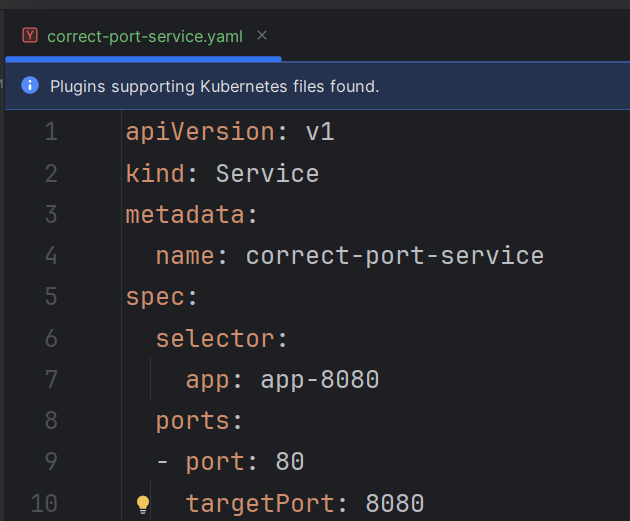 correct-port-service.yaml
Plugins supporting Kubernetes files found.
1 apiVersion: v1
2 kind: Service
3 metadata:
4   name: correct-port-service
5 spec:
6   selector:
7     app: app-8080
8   ports:
9   - port: 80
10     targetPort: 8080